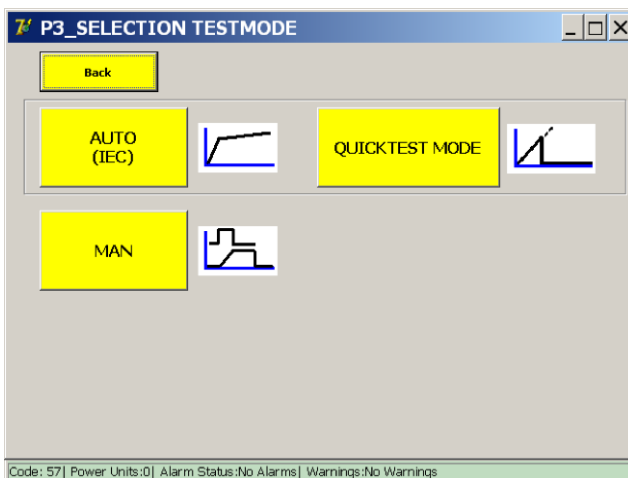 P3_SELECTION TESTMODE
Back
AUTO
(IEC)
QUICKTEST MODE
MAN
Code: 57| Power Units:0| Alarm Status:No Alarms| Warnings:No Warnings